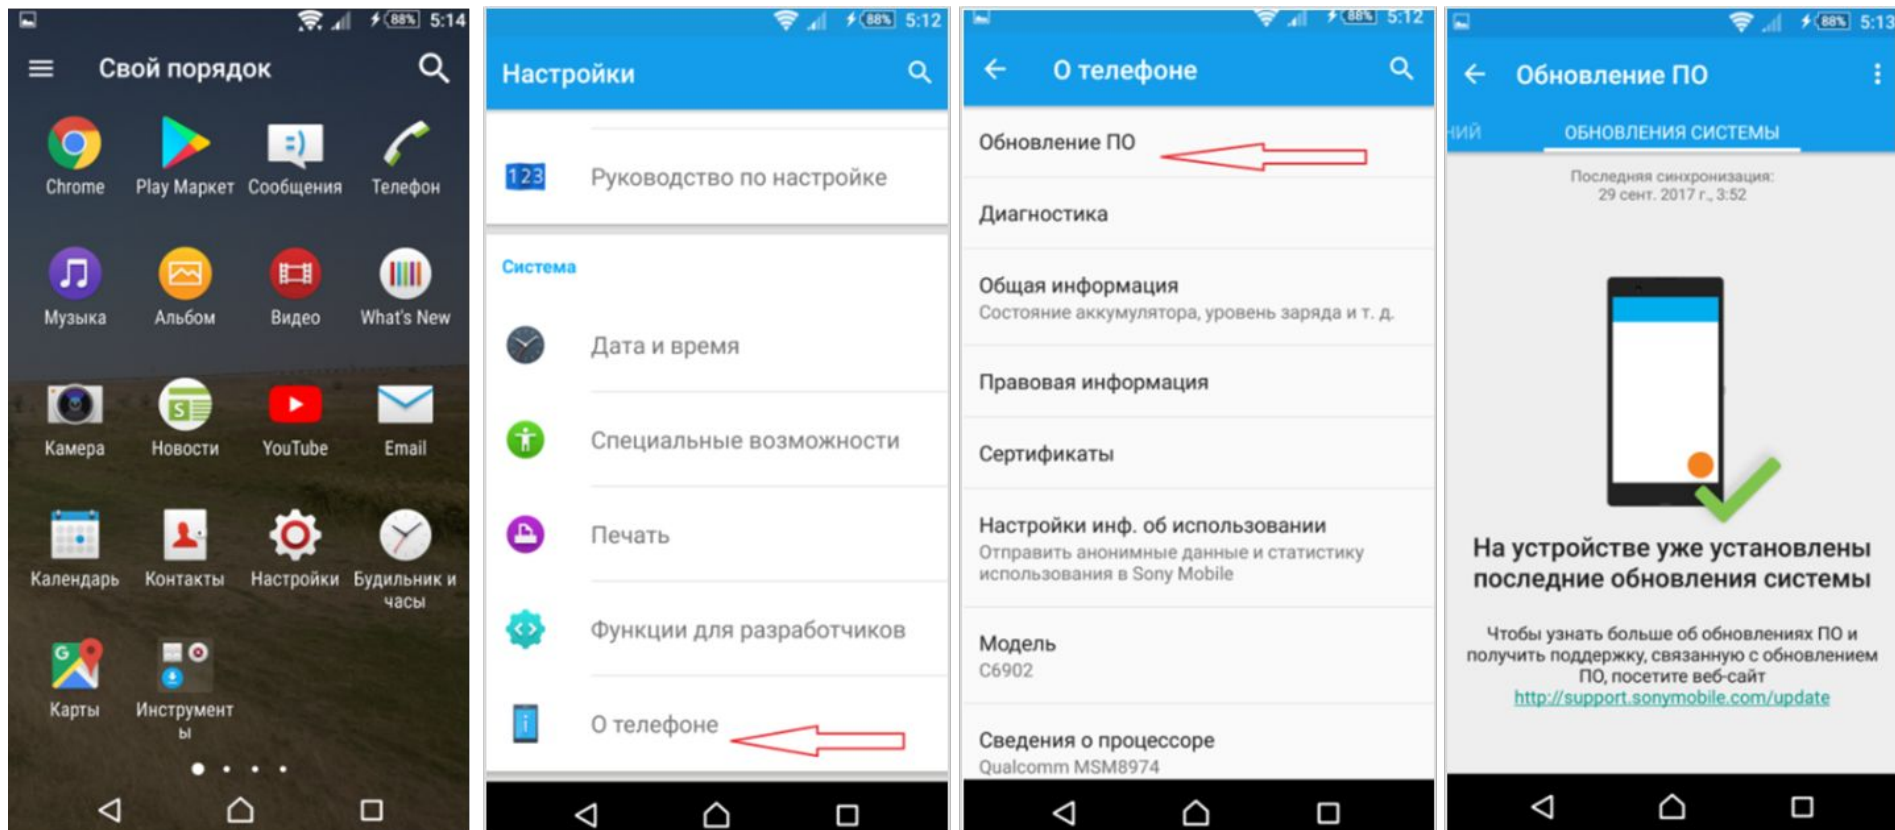 88% 5:14
Свой порядок
Chrome Play Маркет Сообщения Телефон
Музыка Альбом Видео What's New
Камера Новости YouTube Email
Календарь Контакты Настройки Будильник и
часы
G
Карты Инструмент
ы
88% 5:12
Настройки
123 Руководство по настройке
Система
Дата и время
Специальные возможности
Печать
Функции для разработчиков
О телефоне
88% 5:12
О телефоне
Обновление ПО
Диагностика
Общая информация
Состояние аккумулятора, уровень заряда и т. д.
Правовая информация
Сертификаты
Настройки инф. об использовании
Отправить анонимные данные и статистику
использования в Sony Mobile
Модель
C6902
Сведения о процессоре
Qualcomm MSM8974
88% 5:13
Обновление ПО
НИЙ ОБНОВЛЕНИЯ СИСТЕМЫ
Последняя синхронизация:
29 сент. 2017 г., 3:52
На устройстве уже установлены
последние обновления системы
Чтобы узнать больше об обновлениях ПО и
получить поддержку, связанную с обновлением
ПО, посетите веб-сайт
http://support.sonymobile.com/update